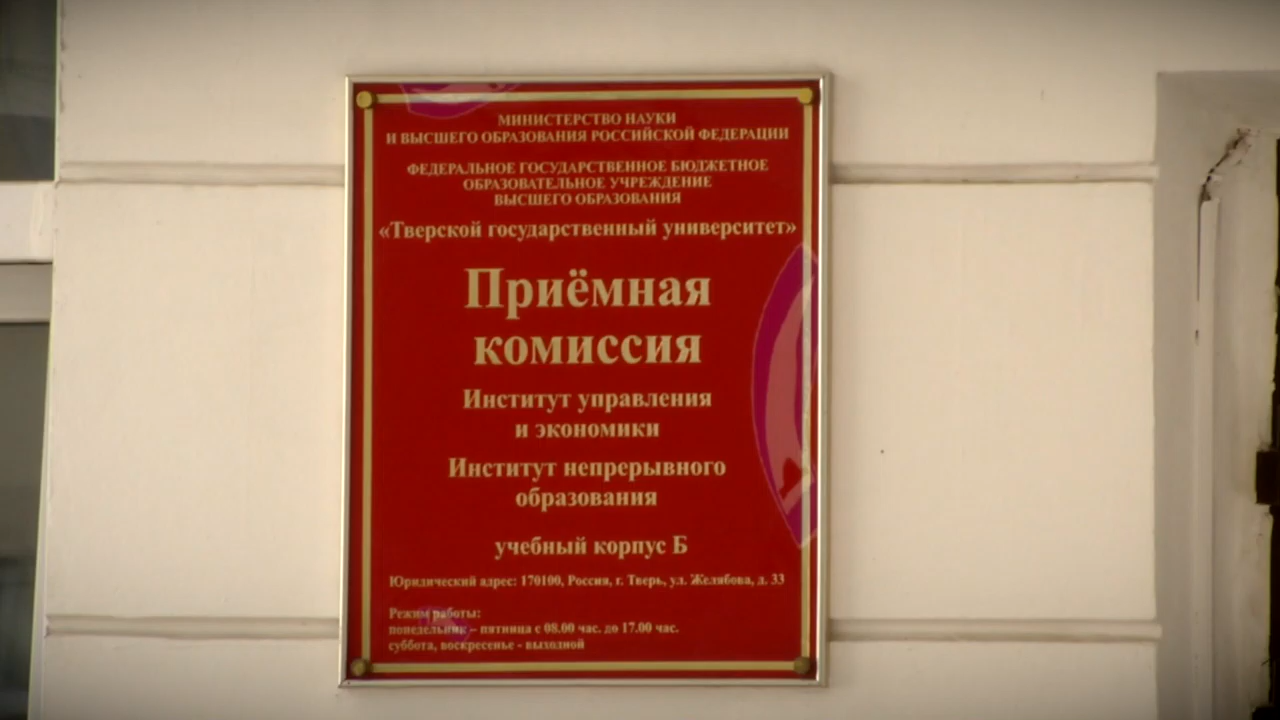 МИНИСТЕРСТВО НАУКИ
И ВЫСШЕГО ОБРАЗОВАНИЯ РОССИЙСКОЙ ФЕДЕРАЦИИ
ФЕДЕРАЛЬНОЕ ГОСУДАРСТВЕННОЕ БЮДЖЕТНОЕ
ОБРАЗОВАТЕЛЬНОЕ УЧРЕЖДЕНИЕ
ВЫСШЕГО ОБРАЗОВАНИЯ
«Тверской государственный университет»
Приёмная
комиссия
Институт управления
и экономики
Институт непрерывного
образования
учебный корпус Б
Юридический адрес: 170100, Россия, г. Тверь, ул. Желябова, д. 33
Режим работы:
понедельник – пятница с 08.00 час. до 17.00 час.
суббота, воскресенье - выходной